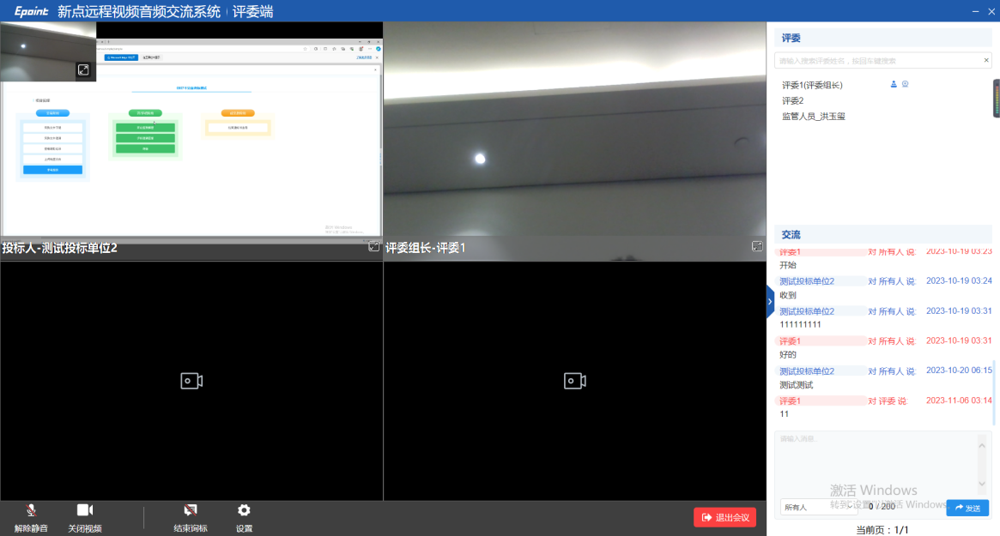 Epoint 新点远程视频音频交流系统 | 评委端
投标人-测试投标单位2
评委组长-评委1
解除静音
关闭视频
结束询标
设置
退出会议
评委
请输入搜索评委姓名，按回车键搜索
评委1(评委组长)
评委2
监管人员_洪玉玺
交流
评委1 对 所有人 说: 2023-10-19 03:23
开始
测试投标单位2 对 所有人 说: 2023-10-19 03:24
收到
测试投标单位2 对 所有人 说: 2023-10-19 03:31
111111111
评委1 对 所有人 说: 2023-10-19 03:31
好的
测试投标单位2 对 所有人 说: 2023-10-20 06:15
测试测试
评委1 对 评委 说: 2023-11-06 03:14
11
请输入消息..
激活 Windows
转到"设置"以激活 Windows。
所有人
0 / 200
发送
当前页：1/1